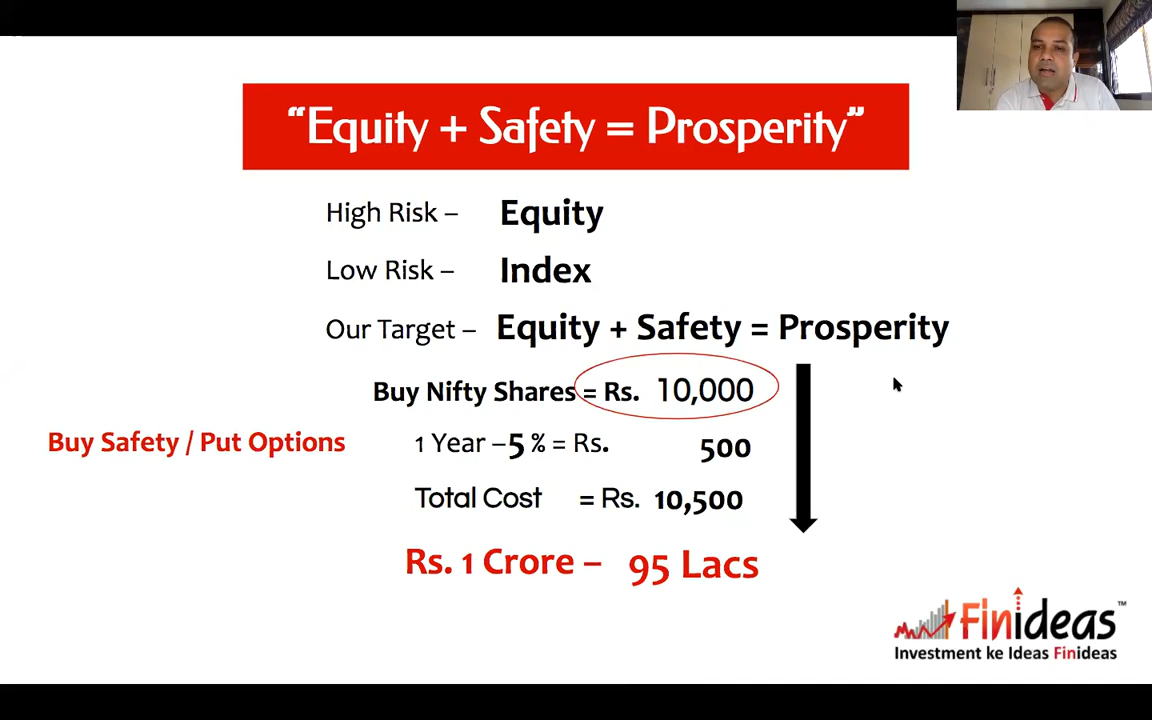 “Equity + Safety = Prosperity”
High Risk – Equity
Low Risk – Index
Our Target – Equity + Safety = Prosperity
Buy Nifty Shares = Rs. 10,000
Buy Safety / Put Options 1 Year – 5 % = Rs. 500
Total Cost = Rs. 10,500
Rs. 1 Crore – 95 Lacs
Finideas™
Investment ke Ideas Finideas